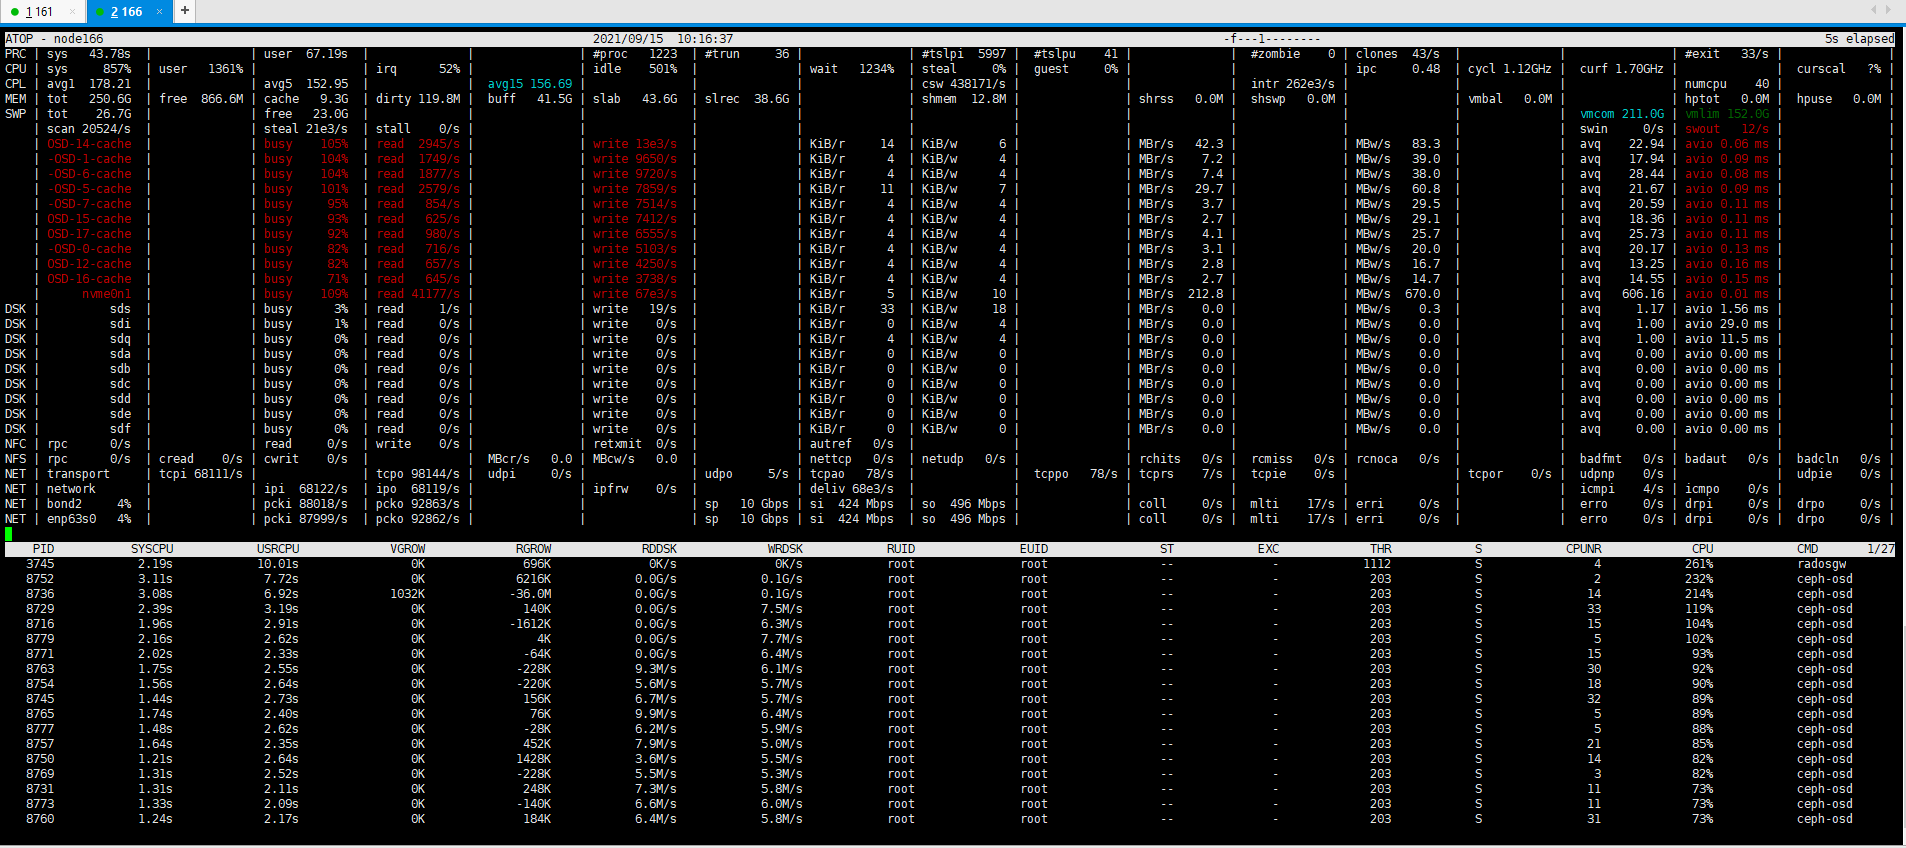 1 161 × 2 166 × +
ATOP - node166 2021/09/15 10:16:37 -f---1-------- 5s elapsed
PRC | sys 43.78s | | user 67.19s | | | #proc 1223 | #trun 36 | | #tslpi 5997 | #tslpu 41 | | #zombie 0 | clones 43/s | | | #exit 33/s | |
CPU | sys 857% | user 1361% | | irq 52% | | idle 501% | | wait 1234% | steal 0% | guest 0% | | | ipc 0.48 | cycl 1.12GHz | curf 1.70GHz | | curscal ?% |
CPL | avg1 178.21 | | avg5 152.95 | | avg15 156.69 | | | | csw 438171/s | | | intr 262e3/s | | | | numcpu 40 | |
MEM | tot 250.6G | free 866.6M | cache 9.3G | dirty 119.8M | buff 41.5G | slab 43.6G | slrec 38.6G | | shmem 12.8M | | shrss 0.0M | shswp 0.0M | | vmbal 0.0M | | hptot 0.0M | hpuse 0.0M |
SWP | tot 26.7G | | free 23.0G | | | | | | | | | | | | vmcom 211.0G | vmlim 152.0G | |
| scan 20524/s | | steal 21e3/s | stall 0/s | | | | | | | | | | | swin 0/s | swout 12/s | |
| OSD-14-cache | | busy 105% | read 2945/s | | write 13e3/s | | KiB/r 14 | KiB/w 6 | | MBr/s 42.3 | | MBw/s 83.3 | | avq 22.94 | avio 0.06 ms | |
| -OSD-1-cache | | busy 104% | read 1749/s | | write 9650/s | | KiB/r 4 | KiB/w 4 | | MBr/s 7.2 | | MBw/s 39.0 | | avq 17.94 | avio 0.09 ms | |
| -OSD-6-cache | | busy 104% | read 1877/s | | write 9720/s | | KiB/r 4 | KiB/w 4 | | MBr/s 7.4 | | MBw/s 38.0 | | avq 28.44 | avio 0.08 ms | |
| -OSD-5-cache | | busy 101% | read 2579/s | | write 7859/s | | KiB/r 11 | KiB/w 7 | | MBr/s 29.7 | | MBw/s 60.8 | | avq 21.67 | avio 0.09 ms | |
| -OSD-7-cache | | busy 95% | read 854/s | | write 7514/s | | KiB/r 4 | KiB/w 4 | | MBr/s 3.7 | | MBw/s 29.5 | | avq 20.59 | avio 0.11 ms | |
| OSD-15-cache | | busy 93% | read 625/s | | write 7412/s | | KiB/r 4 | KiB/w 4 | | MBr/s 2.7 | | MBw/s 29.1 | | avq 18.36 | avio 0.11 ms | |
| OSD-17-cache | | busy 92% | read 980/s | | write 6555/s | | KiB/r 4 | KiB/w 4 | | MBr/s 4.1 | | MBw/s 25.7 | | avq 25.73 | avio 0.11 ms | |
| -OSD-0-cache | | busy 82% | read 716/s | | write 5103/s | | KiB/r 4 | KiB/w 4 | | MBr/s 3.1 | | MBw/s 20.0 | | avq 20.17 | avio 0.13 ms | |
| OSD-12-cache | | busy 82% | read 657/s | | write 4250/s | | KiB/r 4 | KiB/w 4 | | MBr/s 2.8 | | MBw/s 16.7 | | avq 13.25 | avio 0.16 ms | |
| OSD-16-cache | | busy 71% | read 645/s | | write 3738/s | | KiB/r 4 | KiB/w 4 | | MBr/s 2.7 | | MBw/s 14.7 | | avq 14.55 | avio 0.15 ms | |
| nvme0n1 | | busy 109% | read 41177/s | | write 67e3/s | | KiB/r 5 | KiB/w 10 | | MBr/s 212.8 | | MBw/s 670.0 | | avq 606.16 | avio 0.01 ms | |
DSK | sds | | busy 3% | read 1/s | | write 19/s | | KiB/r 33 | KiB/w 18 | | MBr/s 0.0 | | MBw/s 0.3 | | avq 1.17 | avio 1.56 ms | |
DSK | sdi | | busy 1% | read 0/s | | write 0/s | | KiB/r 0 | KiB/w 4 | | MBr/s 0.0 | | MBw/s 0.0 | | avq 1.00 | avio 29.0 ms | |
DSK | sdq | | busy 0% | read 0/s | | write 0/s | | KiB/r 4 | KiB/w 4 | | MBr/s 0.0 | | MBw/s 0.0 | | avq 1.00 | avio 11.5 ms | |
DSK | sda | | busy 0% | read 0/s | | write 0/s | | KiB/r 0 | KiB/w 0 | | MBr/s 0.0 | | MBw/s 0.0 | | avq 0.00 | avio 0.00 ms | |
DSK | sdb | | busy 0% | read 0/s | | write 0/s | | KiB/r 0 | KiB/w 0 | | MBr/s 0.0 | | MBw/s 0.0 | | avq 0.00 | avio 0.00 ms | |
DSK | sdc | | busy 0% | read 0/s | | write 0/s | | KiB/r 0 | KiB/w 0 | | MBr/s 0.0 | | MBw/s 0.0 | | avq 0.00 | avio 0.00 ms | |
DSK | sdd | | busy 0% | read 0/s | | write 0/s | | KiB/r 0 | KiB/w 0 | | MBr/s 0.0 | | MBw/s 0.0 | | avq 0.00 | avio 0.00 ms | |
DSK | sde | | busy 0% | read 0/s | | write 0/s | | KiB/r 0 | KiB/w 0 | | MBr/s 0.0 | | MBw/s 0.0 | | avq 0.00 | avio 0.00 ms | |
DSK | sdf | | busy 0% | read 0/s | | write 0/s | | KiB/r 0 | KiB/w 0 | | MBr/s 0.0 | | MBw/s 0.0 | | avq 0.00 | avio 0.00 ms | |
NFC | rpc 0/s | | read 0/s | write 0/s | | retxmit 0/s | | autref 0/s | | | | | | | | | |
NFS | rpc 0/s | cread 0/s | cwrit 0/s | | MBcr/s 0.0 | MBcw/s 0.0 | | nettcp 0/s | netudp 0/s | | rchits 0/s | rcmiss 0/s | rcnoca 0/s | | badfmt 0/s | badaut 0/s | badcln 0/s |
NET | transport | tcpi 68111/s | | tcpo 98144/s | udpi 0/s | | udpo 5/s | tcpao 78/s | | tcppo 78/s | tcprs 7/s | tcpie 0/s | | tcpor 0/s | udpnp 0/s | | udpie 0/s |
NET | network | | ipi 68122/s | ipo 68119/s | | ipfrw 0/s | | deliv 68e3/s | | | | | | | icmpi 4/s | icmpo 0/s | |
NET | bond2 4% | | pcki 88018/s | pcko 92863/s | | | sp 10 Gbps | si 424 Mbps | so 496 Mbps | | coll 0/s | mlti 17/s | erri 0/s | | erro 0/s | drpi 0/s | drpo 0/s |
NET | enp63s0 4% | | pcki 87999/s | pcko 92862/s | | | sp 10 Gbps | si 424 Mbps | so 496 Mbps | | coll 0/s | mlti 17/s | erri 0/s | | erro 0/s | drpi 0/s | drpo 0/s |
PID SYSCPU USRCPU VGROW RGROW RDDSK WRDSK RUID EUID ST EXC THR S CPUNR CPU CMD 1/27
3745 2.19s 10.01s 0K 696K 0K/s 0K/s root root -- - 1112 S 4 261% radosgw
8752 3.11s 7.72s 0K 6216K 0.0G/s 0.1G/s root root -- - 203 S 2 232% ceph-osd
8736 3.08s 6.92s 1032K -36.0M 0.0G/s 0.1G/s root root -- - 203 S 14 214% ceph-osd
8729 2.39s 3.19s 0K 140K 0.0G/s 7.5M/s root root -- - 203 S 33 119% ceph-osd
8716 1.96s 2.91s 0K -1612K 0.0G/s 6.3M/s root root -- - 203 S 15 104% ceph-osd
8779 2.16s 2.62s 0K 4K 0.0G/s 7.7M/s root root -- - 203 S 5 102% ceph-osd
8771 2.02s 2.33s 0K -64K 0.0G/s 6.4M/s root root -- - 203 S 15 93% ceph-osd
8763 1.75s 2.55s 0K -228K 9.3M/s 6.1M/s root root -- - 203 S 30 92% ceph-osd
8754 1.56s 2.64s 0K -220K 5.6M/s 5.7M/s root root -- - 203 S 18 90% ceph-osd
8745 1.44s 2.73s 0K 156K 6.7M/s 5.7M/s root root -- - 203 S 32 89% ceph-osd
8765 1.74s 2.40s 0K 76K 9.9M/s 6.4M/s root root -- - 203 S 5 89% ceph-osd
8777 1.48s 2.62s 0K -28K 6.2M/s 5.9M/s root root -- - 203 S 5 88% ceph-osd
8757 1.64s 2.35s 0K 452K 7.9M/s 5.0M/s root root -- - 203 S 21 85% ceph-osd
8750 1.21s 2.64s 0K 1428K 3.6M/s 5.5M/s root root -- - 203 S 14 82% ceph-osd
8769 1.31s 2.52s 0K -228K 5.5M/s 5.3M/s root root -- - 203 S 3 82% ceph-osd
8731 1.31s 2.11s 0K 248K 7.3M/s 5.8M/s root root -- - 203 S 11 73% ceph-osd
8773 1.33s 2.09s 0K -140K 6.6M/s 6.0M/s root root -- - 203 S 11 73% ceph-osd
8760 1.24s 2.17s 0K 184K 6.4M/s 5.8M/s root root -- - 203 S 31 73% ceph-osd